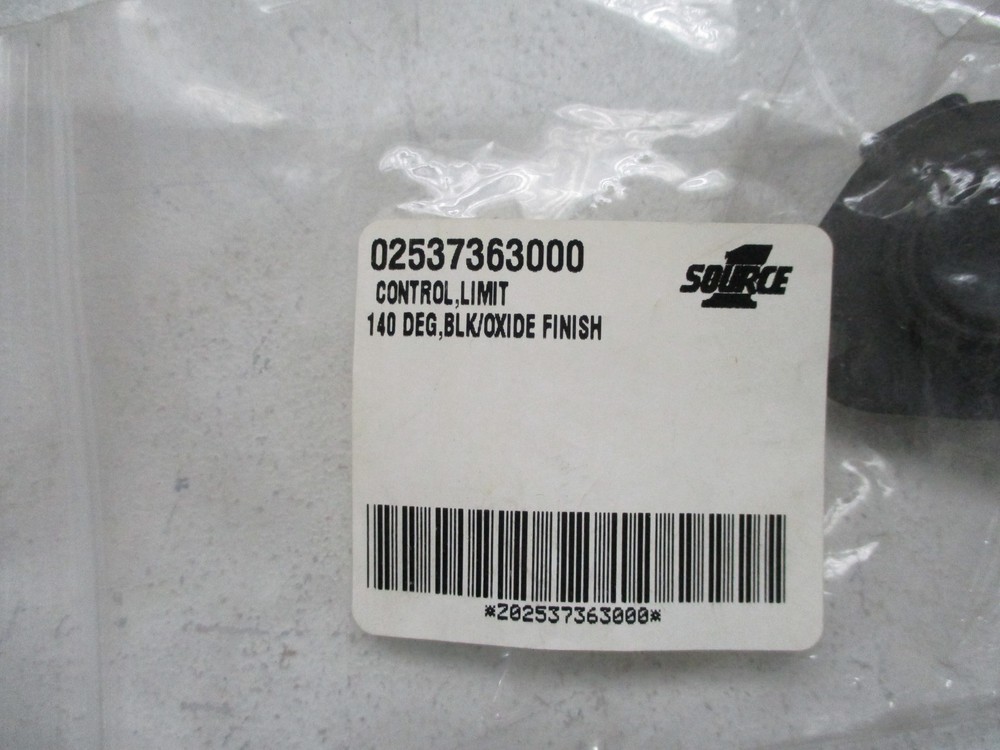 02537363000
SOURCE 1
CONTROL,LIMIT
140 DEG,BLK/OXIDE FINISH
*Z02537363000*